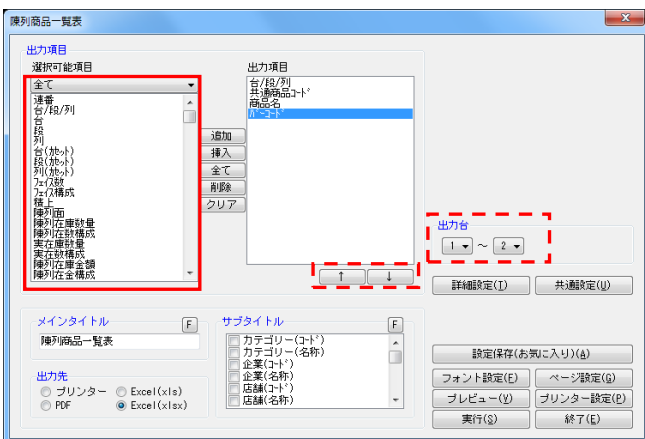 陳列商品一覧表
出力項目
選択可能項目
全て
連番
台/段/列
台
段
列
台(ｶｾｯﾄ)
段(ｶｾｯﾄ)
列(ｶｾｯﾄ)
ﾌｪｲｽ数
ﾌｪｲｽ構成
積上
陳列面
陳列在庫数量
陳列在数構成
実在庫数量
実在数構成
陳列在庫金額
陳列在金構成
追加
挿入
全て
削除
クリア
出力項目
台/段/列
共通商品ｺｰﾄﾞ
商品名
ﾊﾞｰｺｰﾄﾞ
↑ ↓
出力台
1 ～ 2
詳細設定(T) 共通設定(U)
メインタイトル F
陳列商品一覧表
出力先
プリンター Excel(xls)
PDF Excel(xlsx)
サブタイトル F
カテゴリー(ｺｰﾄﾞ)
カテゴリー(名称)
企業(ｺｰﾄﾞ)
企業(名称)
店舗(ｺｰﾄﾞ)
店舗(名称)
設定保存(お気に入り)(A)
フォント設定(F) ページ設定(G)
プレビュー(V) プリンター設定(P)
実行(S) 終了(E)